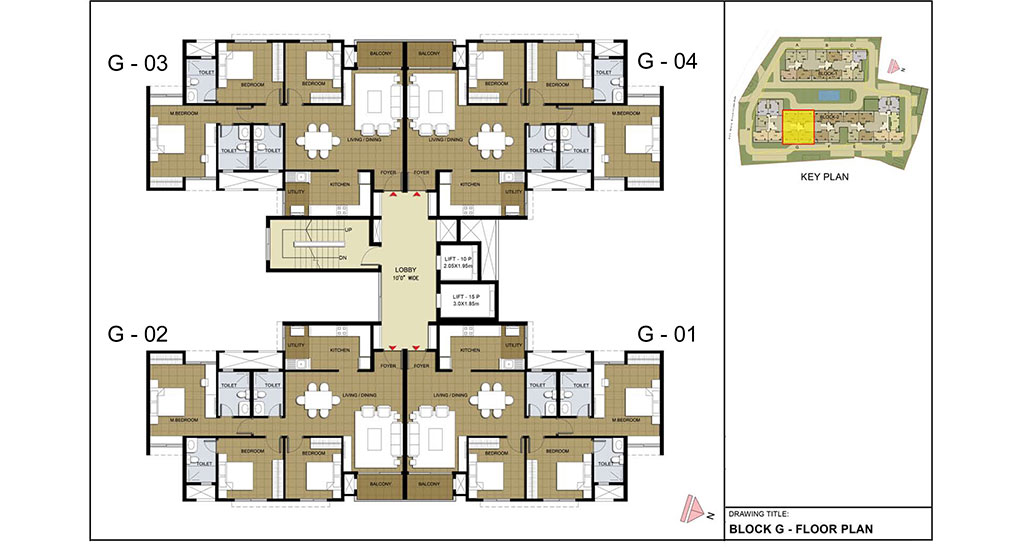 G - 03
TOILET
BEDROOM
BEDROOM
BALCONY
BALCONY
BEDROOM
BEDROOM
TOILET
G - 04
M.BEDROOM
TOILET
TOILET
LIVING / DINING
LIVING / DINING
TOILET
TOILET
M.BEDROOM
FOYER
FOYER
UTILITY
KITCHEN
KITCHEN
UTILITY
UP
DN
LOBBY
10'0" WIDE
LIFT - 10 P
2.05X1.95m
LIFT - 15 P
3.0X1.85m
G - 02
G - 01
UTILITY
KITCHEN
KITCHEN
UTILITY
FOYER
FOYER
TOILET
TOILET
LIVING / DINING
LIVING / DINING
TOILET
TOILET
M.BEDROOM
M.BEDROOM
TOILET
BEDROOM
BEDROOM
BEDROOM
BEDROOM
TOILET
BALCONY
BALCONY
N
A B C
BLOCK-1
N
BLOCK-2
KEY PLAN
DRAWING TITLE:
BLOCK G - FLOOR PLAN